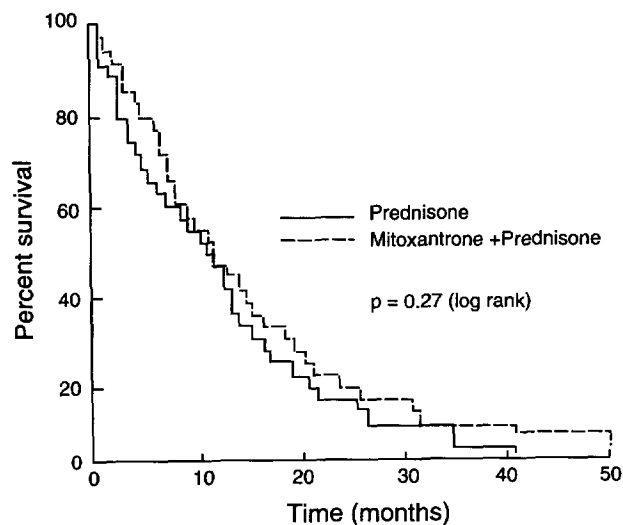 100
80
60
40
20
0
Percent survival
Prednisone
Mitoxantrone +Prednisone
p = 0.27 (log rank)
0 10 20 30 40 50
Time (months)